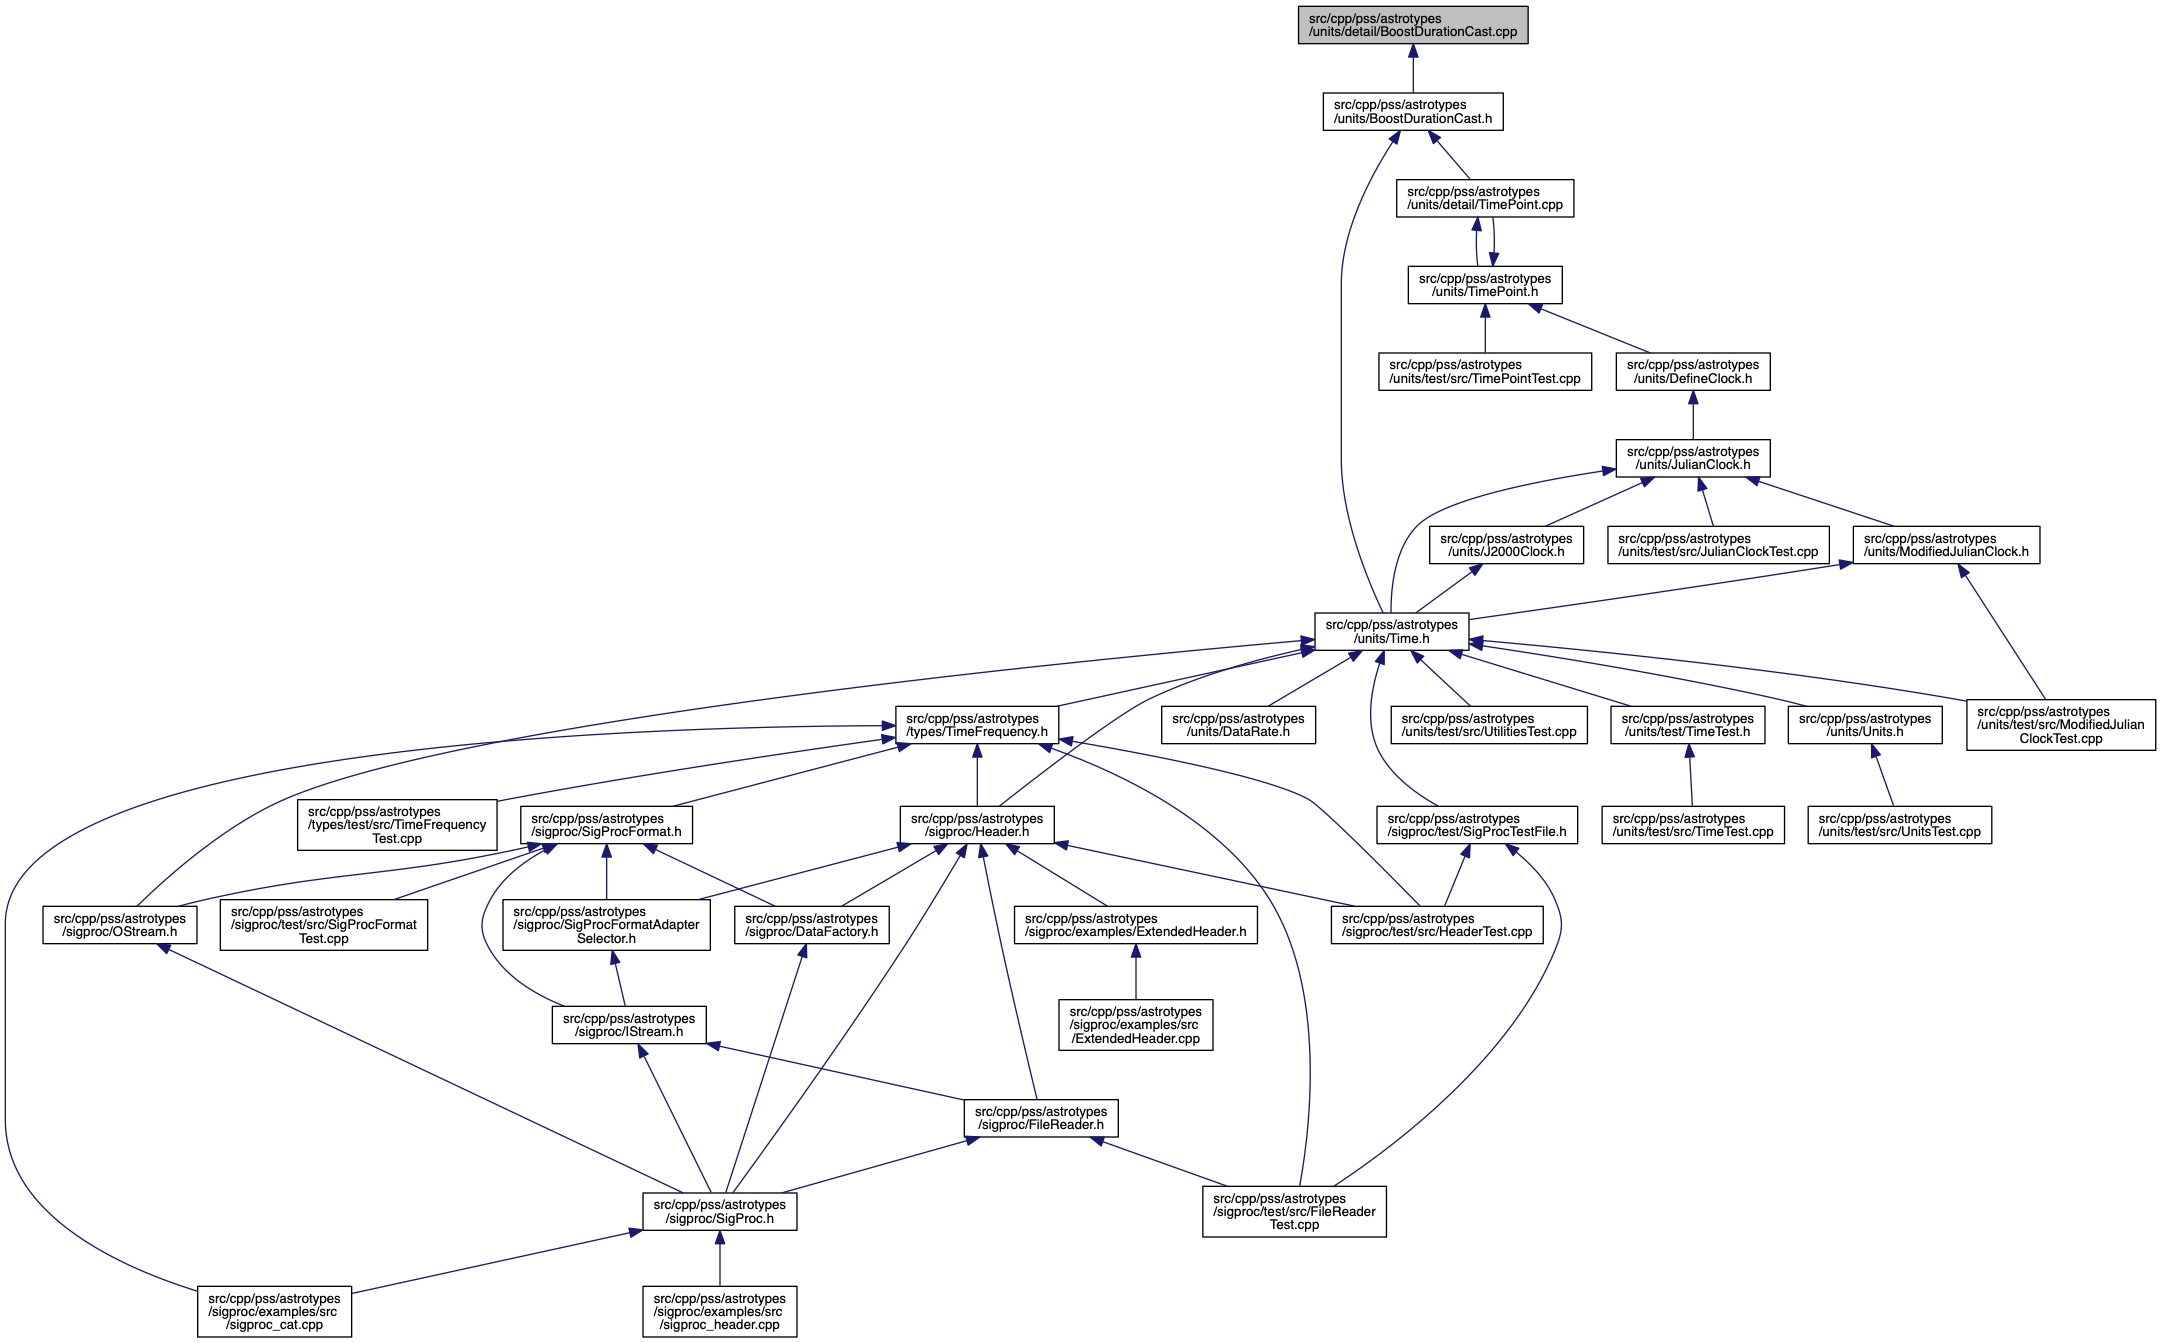 src/cpp/pss/astrotypes
/units/detail/BoostDurationCast.cpp
src/cpp/pss/astrotypes
/units/BoostDurationCast.h
src/cpp/pss/astrotypes
/units/detail/TimePoint.cpp
src/cpp/pss/astrotypes
/units/TimePoint.h
src/cpp/pss/astrotypes
/units/test/src/TimePointTest.cpp
src/cpp/pss/astrotypes
/units/DefineClock.h
src/cpp/pss/astrotypes
/units/JulianClock.h
src/cpp/pss/astrotypes
/units/J2000Clock.h
src/cpp/pss/astrotypes
/units/test/src/JulianClockTest.cpp
src/cpp/pss/astrotypes
/units/ModifiedJulianClock.h
src/cpp/pss/astrotypes
/units/Time.h
src/cpp/pss/astrotypes
/types/TimeFrequency.h
src/cpp/pss/astrotypes
/units/DataRate.h
src/cpp/pss/astrotypes
/units/test/src/UtilitiesTest.cpp
src/cpp/pss/astrotypes
/units/test/TimeTest.h
src/cpp/pss/astrotypes
/units/Units.h
src/cpp/pss/astrotypes
/units/test/src/ModifiedJulian
ClockTest.cpp
src/cpp/pss/astrotypes
/types/test/src/TimeFrequency
Test.cpp
src/cpp/pss/astrotypes
/sigproc/SigProcFormat.h
src/cpp/pss/astrotypes
/sigproc/Header.h
src/cpp/pss/astrotypes
/sigproc/test/SigProcTestFile.h
src/cpp/pss/astrotypes
/units/test/src/TimeTest.cpp
src/cpp/pss/astrotypes
/units/test/src/UnitsTest.cpp
src/cpp/pss/astrotypes
/sigproc/OStream.h
src/cpp/pss/astrotypes
/sigproc/test/src/SigProcFormat
Test.cpp
src/cpp/pss/astrotypes
/sigproc/SigProcFormatAdapter
Selector.h
src/cpp/pss/astrotypes
/sigproc/DataFactory.h
src/cpp/pss/astrotypes
/sigproc/examples/ExtendedHeader.h
src/cpp/pss/astrotypes
/sigproc/test/src/HeaderTest.cpp
src/cpp/pss/astrotypes
/sigproc/IStream.h
src/cpp/pss/astrotypes
/sigproc/examples/src
/ExtendedHeader.cpp
src/cpp/pss/astrotypes
/sigproc/FileReader.h
src/cpp/pss/astrotypes
/sigproc/SigProc.h
src/cpp/pss/astrotypes
/sigproc/test/src/FileReader
Test.cpp
src/cpp/pss/astrotypes
/sigproc/examples/src
/sigproc_cat.cpp
src/cpp/pss/astrotypes
/sigproc/examples/src
/sigproc_header.cpp